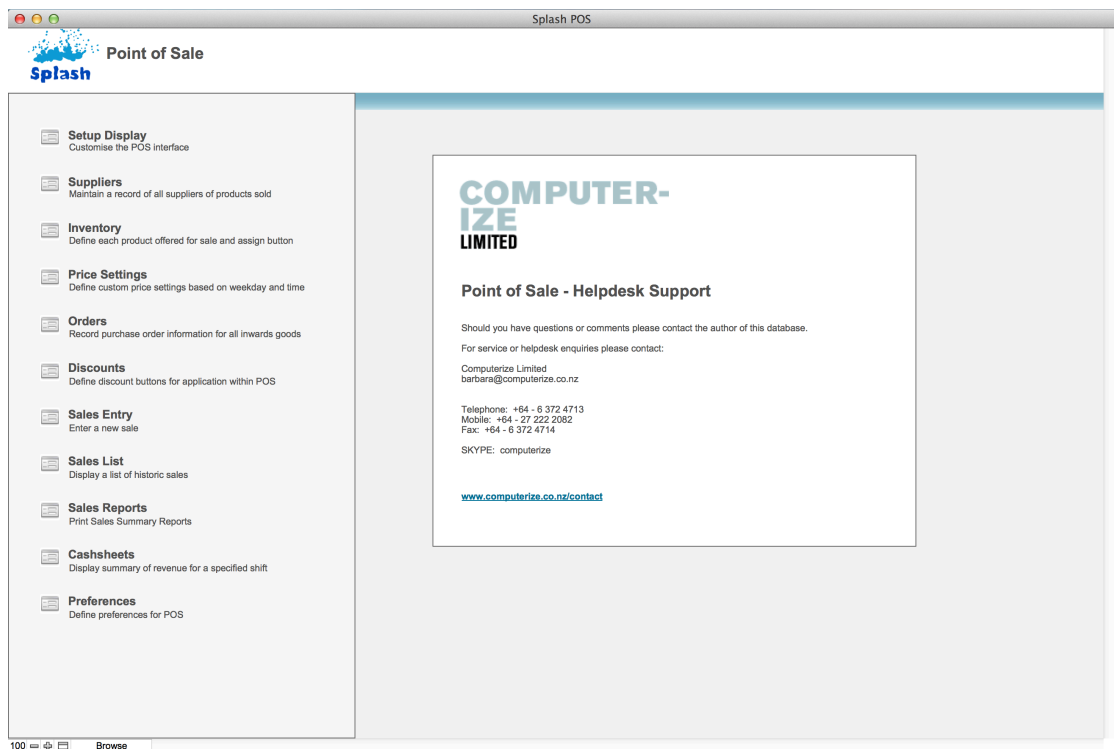 Splash POS
Splash
Point of Sale
Setup Display
Customise the POS interface
Suppliers
Maintain a record of all suppliers of products sold
Inventory
Define each product offered for sale and assign button
Price Settings
Define custom price settings based on weekday and time
Orders
Record purchase order information for all inwards goods
Discounts
Define discount buttons for application within POS
Sales Entry
Enter a new sale
Sales List
Display a list of historic sales
Sales Reports
Print Sales Summary Reports
Cashsheets
Display summary of revenue for a specified shift
Preferences
Define preferences for POS
COMPUTER-
IZE
LIMITED
Point of Sale - Helpdesk Support
Should you have questions or comments please contact the author of this database.
For service or helpdesk enquiries please contact:
Computerize Limited
barbara@computerize.co.nz
Telephone: +64 - 6 372 4713
Mobile: +64 - 27 222 2082
Fax: +64 - 6 372 4714
SKYPE: computerize
www.computerize.co.nz/contact
100 Browse